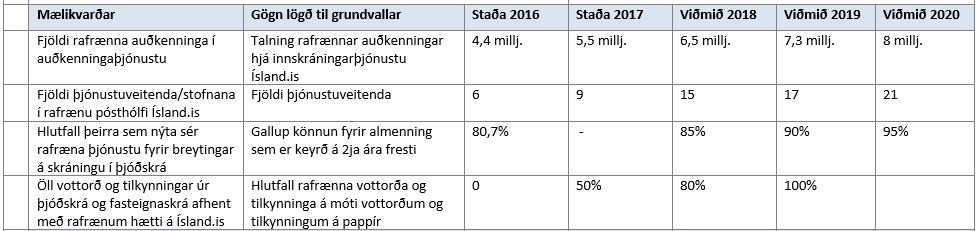 Mælikvarðar Gögn lögð til grundvallar Staða 2016 Staða 2017 Viðmið 2018 Viðmið 2019 Viðmið 2020
Fjöldi rafrænna auðkenninga í Talning rafrænnar auðkenningar 4,4 millj. 5,5 millj. 6,5 millj. 7,3 millj. 8 millj.
auðkenningaþjónustu hjá innskráningarþjónustu
Ísland.is
Fjöldi þjónustuveitenda/stofnana Fjöldi þjónustuveitenda 6 9 15 17 21
í rafrænu pósthólfi Ísland.is
Hlutfall þeirra sem nýta sér Gallup könnun fyrir almenning 80,7% - 85% 90% 95%
rafræna þjónustu fyrir breytingar sem er keyrð á 2ja ára fresti
á skráningu í þjóðskrá
Öll vottorð og tilkynningar úr Hlutfall rafrænna vottorða og 0 50% 80% 100%
þjóðskrá og fasteignaskrá afhent tilkynninga á móti vottorðum og
með rafrænum hætti á Ísland.is tilkynningum á pappír